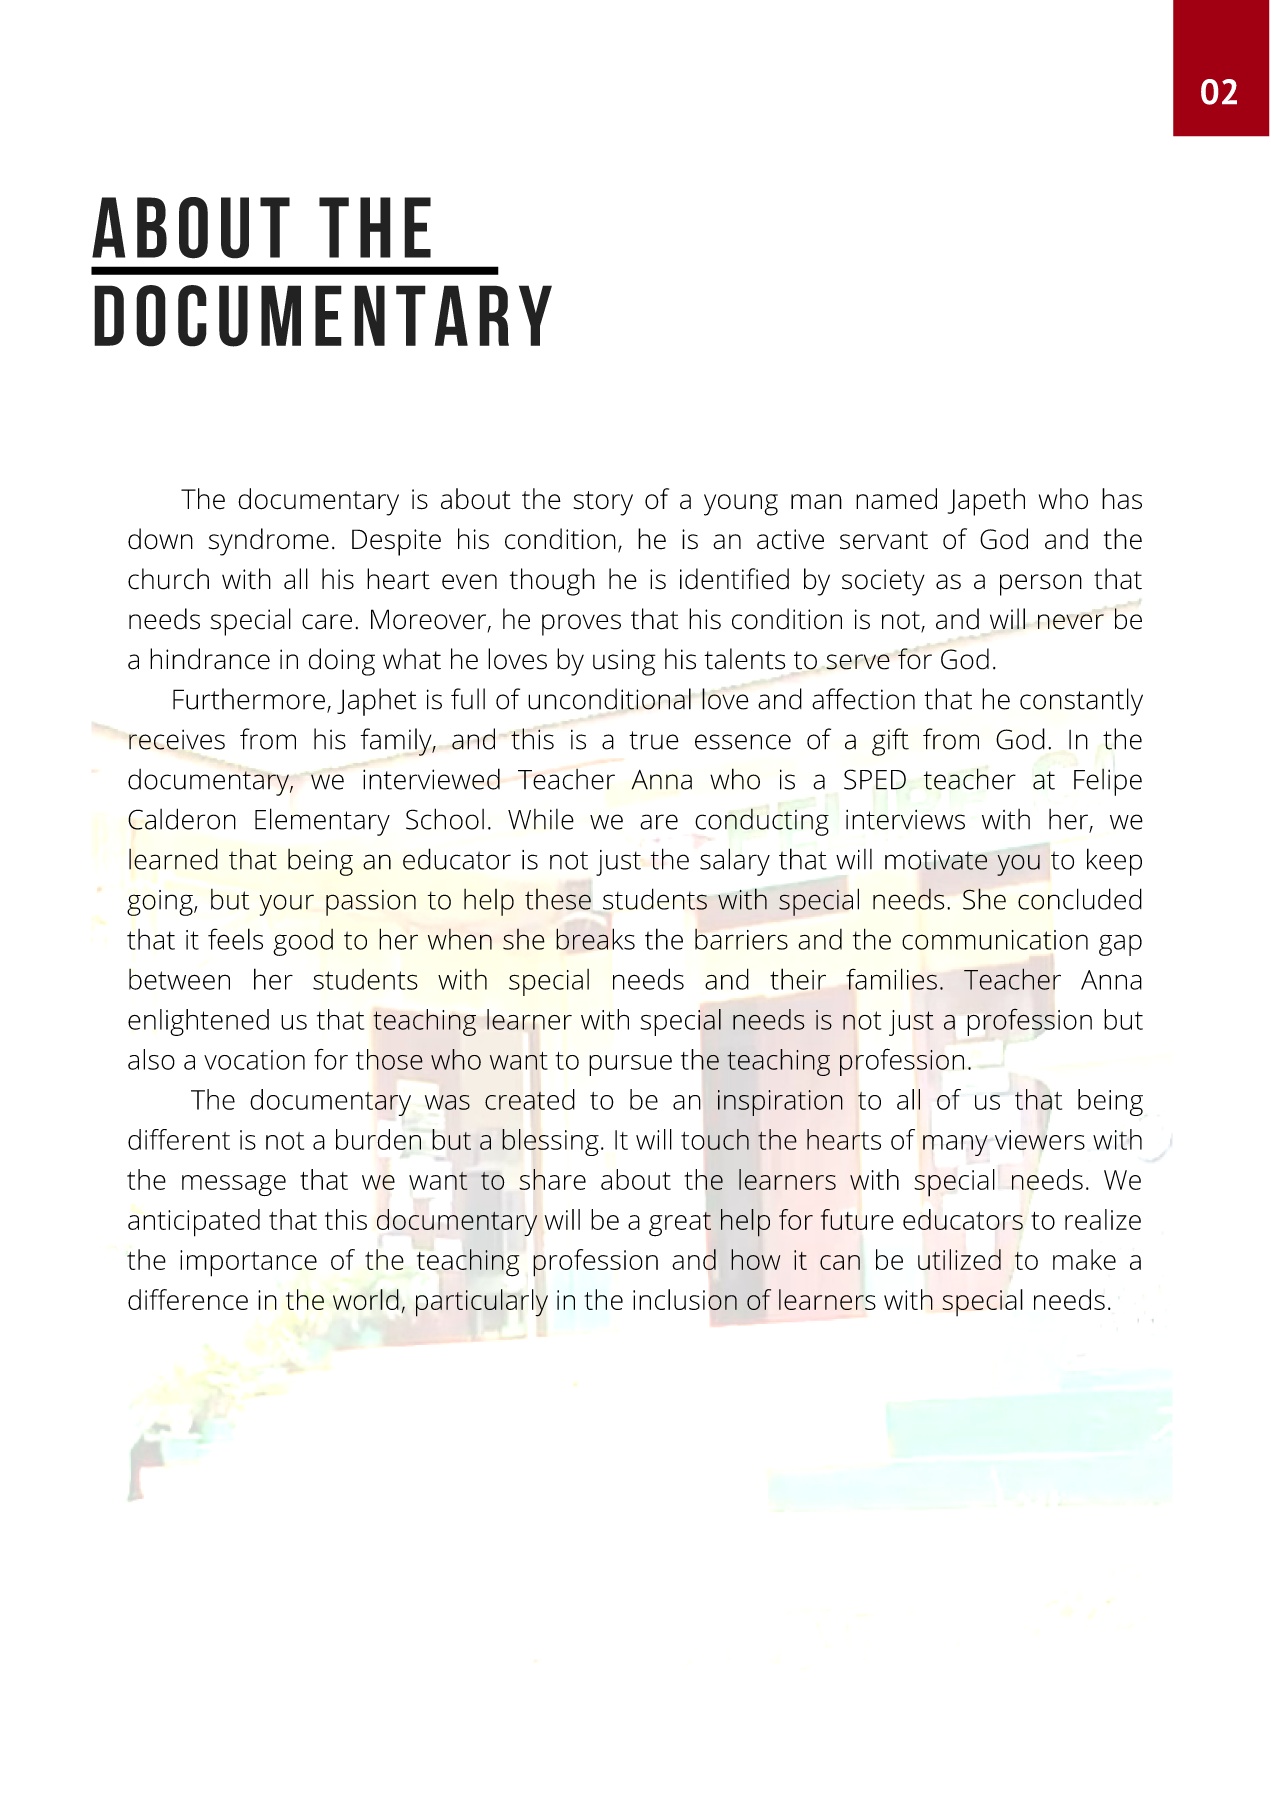 02
ABOUT THE
DOCUMENTARY
The documentary is about the story of a young man named Japeth who has
down syndrome. Despite his condition, he is an active servant of God and the
church with all his heart even though he is identified by society as a person that
needs special care. Moreover, he proves that his condition is not, and will never be
a hindrance in doing what he loves by using his talents to serve for God.
Furthermore, Japhet is full of unconditional love and affection that he constantly
receives from his family, and this is a true essence of a gift from God. In the
documentary, we interviewed Teacher Anna who is a SPED teacher at Felipe
Calderon Elementary School. While we are conducting interviews with her, we
learned that being an educator is not just the salary that will motivate you to keep
going, but your passion to help these students with special needs. She concluded
that it feels good to her when she breaks the barriers and the communication gap
between her students with special needs and their families. Teacher Anna
enlightened us that teaching learner with special needs is not just a profession but
also a vocation for those who want to pursue the teaching profession.
The documentary was created to be an inspiration to all of us that being
different is not a burden but a blessing. It will touch the hearts of many viewers with
the message that we want to share about the learners with special needs. We
anticipated that this documentary will be a great help for future educators to realize
the importance of the teaching profession and how it can be utilized to make a
difference in the world, particularly in the inclusion of learners with special needs.